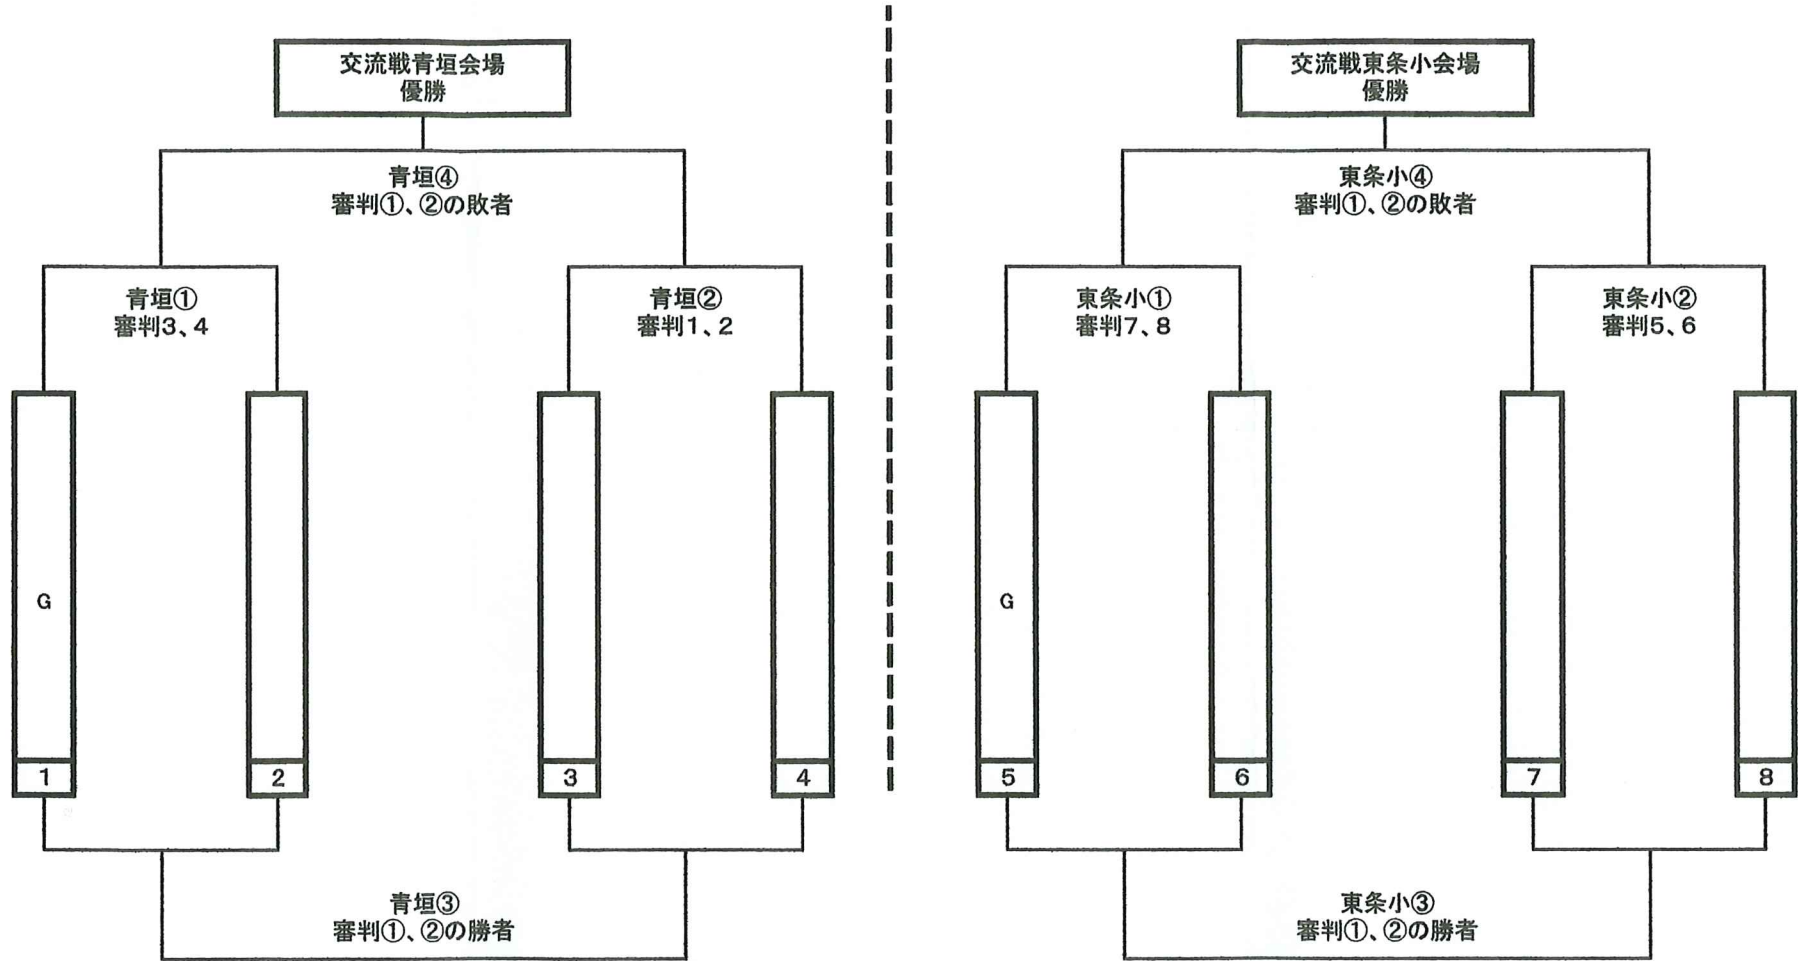 交流戦青垣会場
優勝
青垣④
審判①、②の敗者
青垣①
審判3、4
青垣②
審判1、2
G
1
2
3
4
青垣③
審判①、②の勝者
交流戦東条小会場
優勝
東条小④
審判①、②の敗者
東条小①
審判7、8
東条小②
審判5、6
G
5
6
7
8
東条小③
審判①、②の勝者